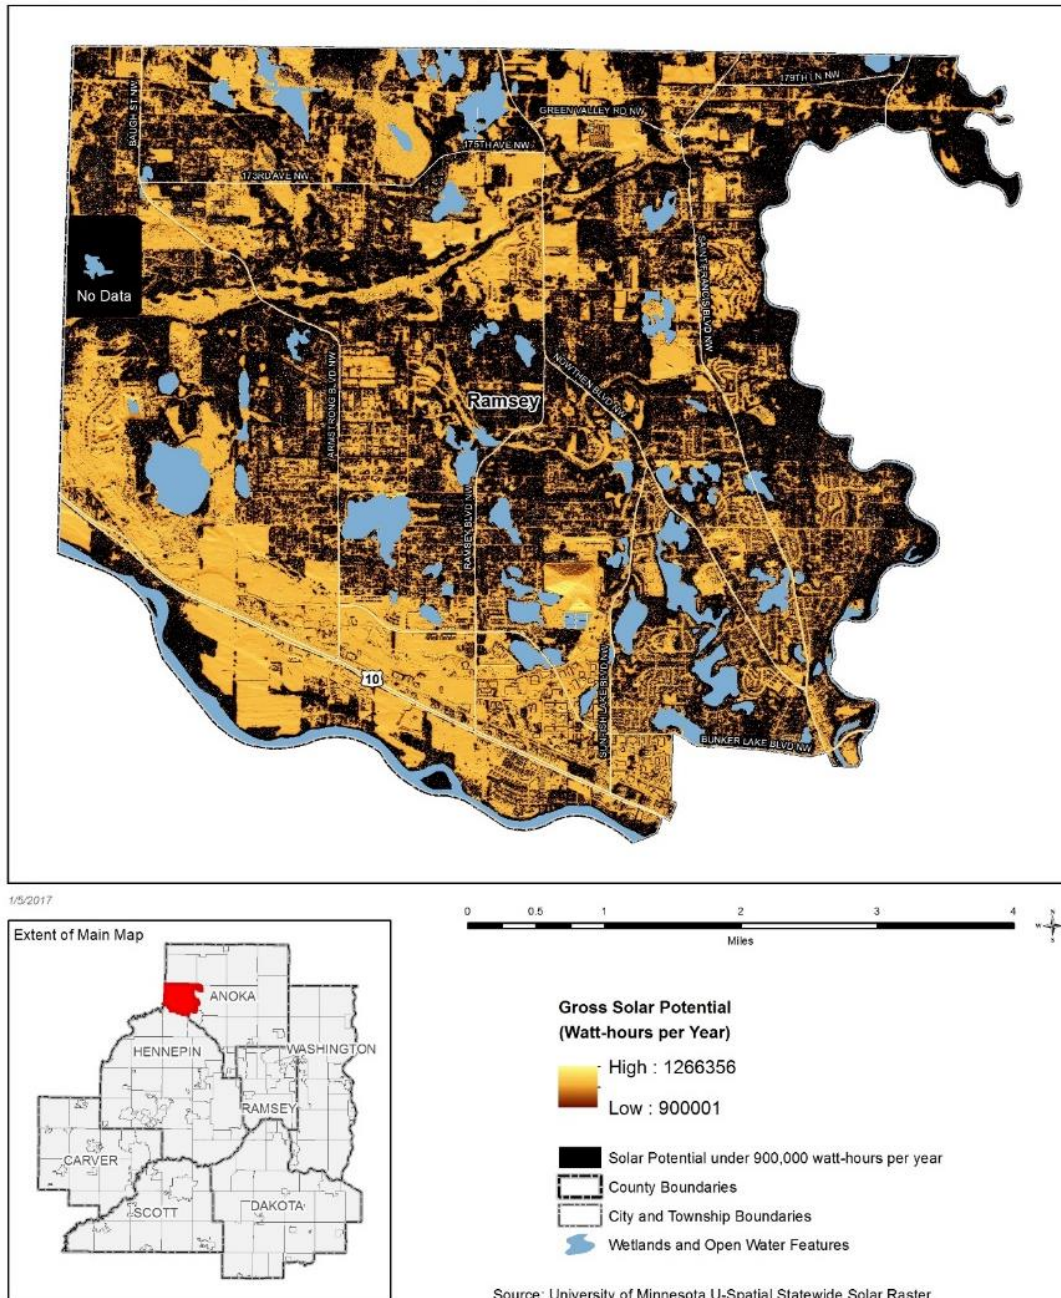 179TH LN NW
GREEN VALLEY RD NW
BAUGH ST NW
175TH AVE NW
173RD AVE NW
No Data
SAINT FRANCIS BLVD NW
NOWTHEN BLVD NW
ARMSTRONG BLVD NW
Ramsey
RAMSEY BLVD NW
10
SUNFISH LAKE BLVD NW
BUNKER LAKE BLVD NW
1/5/2017
0 0.5 1 2 3 4
Miles
N
W E
S
Extent of Main Map
ANOKA
HENNEPIN
WASHINGTON
RAMSEY
CARVER
SCOTT
DAKOTA
Gross Solar Potential
(Watt-hours per Year)
High : 1266356
Low : 900001
Solar Potential under 900,000 watt-hours per year
County Boundaries
City and Township Boundaries
Wetlands and Open Water Features
Source: University of Minnesota U-Spatial Statewide Solar Raster